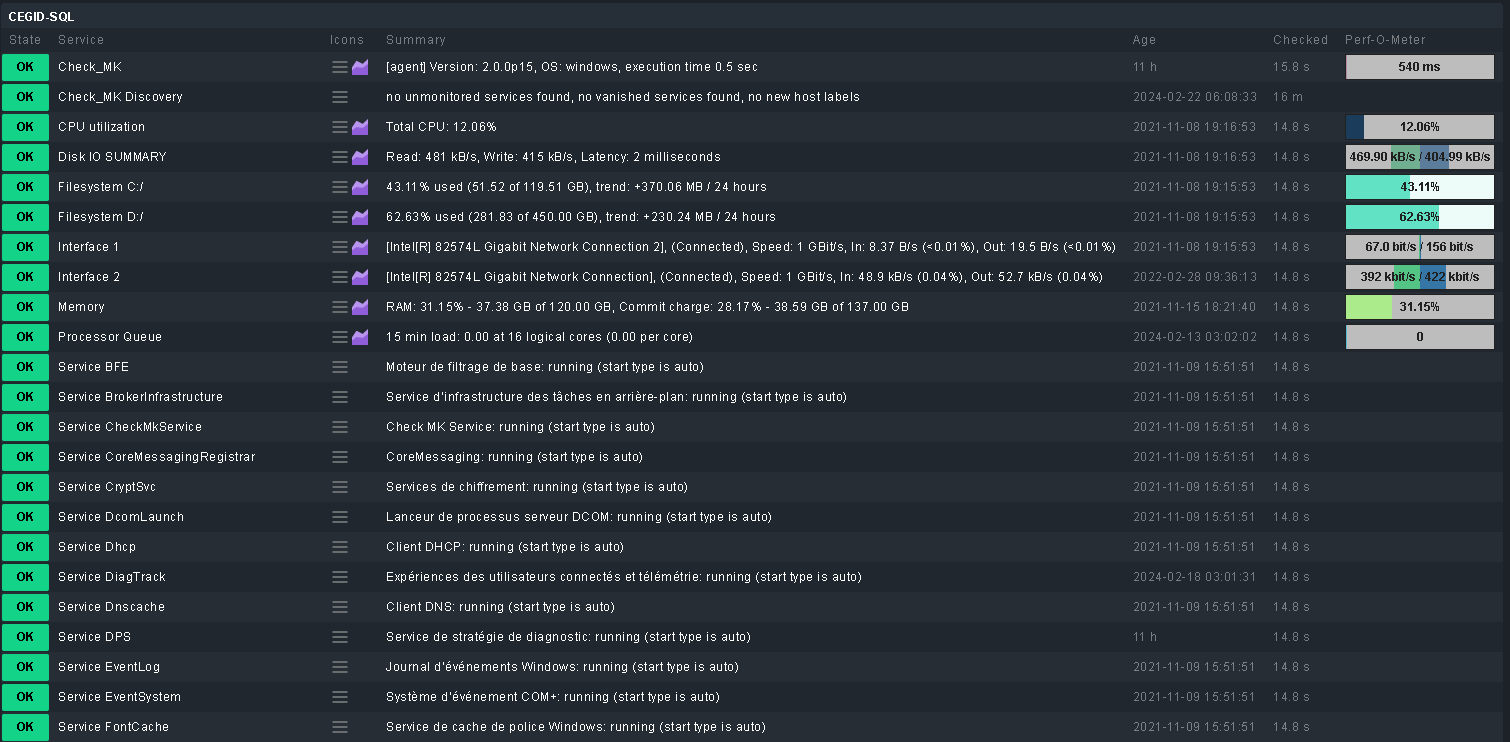 CEGID-SQL
State Service Icons Summary Age Checked Perf-O-Meter
OK Check_MK [agent] Version: 2.0.0p15, OS: windows, execution time 0.5 sec 11 h 15.8 s 540 ms
OK Check_MK Discovery no unmonitored services found, no vanished services found, no new host labels 2024-02-22 06:08:33 16 m
OK CPU utilization Total CPU: 12.06% 2021-11-08 19:16:53 14.8 s 12.06%
OK Disk IO SUMMARY Read: 481 kB/s, Write: 415 kB/s, Latency: 2 milliseconds 2021-11-08 19:16:53 14.8 s 469.90 kB/s / 404.99 kB/s
OK Filesystem C:/ 43.11% used (51.52 of 119.51 GB), trend: +370.06 MB / 24 hours 2021-11-08 19:15:53 14.8 s 43.11%
OK Filesystem D:/ 62.63% used (281.83 of 450.00 GB), trend: +230.24 MB / 24 hours 2021-11-08 19:15:53 14.8 s 62.63%
OK Interface 1 [Intel[R] 82574L Gigabit Network Connection 2], (Connected), Speed: 1 GBit/s, In: 8.37 B/s (<0.01%), Out: 19.5 B/s (<0.01%) 2021-11-08 19:15:53 14.8 s 67.0 bit/s / 156 bit/s
OK Interface 2 [Intel[R] 82574L Gigabit Network Connection], (Connected), Speed: 1 GBit/s, In: 48.9 kB/s (0.04%), Out: 52.7 kB/s (0.04%) 2022-02-28 09:36:13 14.8 s 392 kbit/s / 422 kbit/s
OK Memory RAM: 31.15% - 37.38 GB of 120.00 GB, Commit charge: 28.17% - 38.59 GB of 137.00 GB 2021-11-15 18:21:40 14.8 s 31.15%
OK Processor Queue 15 min load: 0.00 at 16 logical cores (0.00 per core) 2024-02-13 03:02:02 14.8 s 0
OK Service BFE Moteur de filtrage de base: running (start type is auto) 2021-11-09 15:51:51 14.8 s
OK Service BrokerInfrastructure Service d'infrastructure des tâches en arrière-plan: running (start type is auto) 2021-11-09 15:51:51 14.8 s
OK Service CheckMkService Check MK Service: running (start type is auto) 2021-11-09 15:51:51 14.8 s
OK Service CoreMessagingRegistrar CoreMessaging: running (start type is auto) 2021-11-09 15:51:51 14.8 s
OK Service CryptSvc Services de chiffrement: running (start type is auto) 2021-11-09 15:51:51 14.8 s
OK Service DcomLaunch Lanceur de processus serveur DCOM: running (start type is auto) 2021-11-09 15:51:51 14.8 s
OK Service Dhcp Client DHCP: running (start type is auto) 2021-11-09 15:51:51 14.8 s
OK Service DiagTrack Expériences des utilisateurs connectés et télémétrie: running (start type is auto) 2024-02-18 03:01:31 14.8 s
OK Service Dnscache Client DNS: running (start type is auto) 2021-11-09 15:51:51 14.8 s
OK Service DPS Service de stratégie de diagnostic: running (start type is auto) 11 h 14.8 s
OK Service EventLog Journal d'événements Windows: running (start type is auto) 2021-11-09 15:51:51 14.8 s
OK Service EventSystem Système d'événement COM+: running (start type is auto) 2021-11-09 15:51:51 14.8 s
OK Service FontCache Service de cache de police Windows: running (start type is auto) 2021-11-09 15:51:51 14.8 s